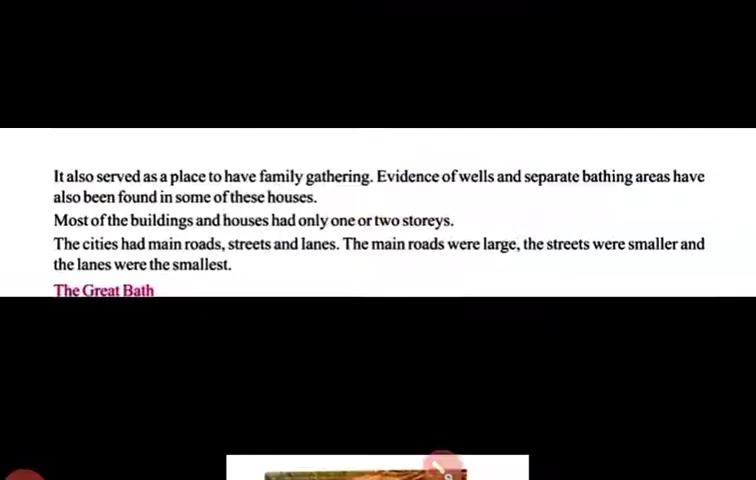 It also served as a place to have family gathering. Evidence of wells and separate bathing areas have
also been found in some of these houses.
Most of the buildings and houses had only one or two storeys.
The cities had main roads, streets and lanes. The main roads were large, the streets were smaller and
the lanes were the smallest.
The Great Bath